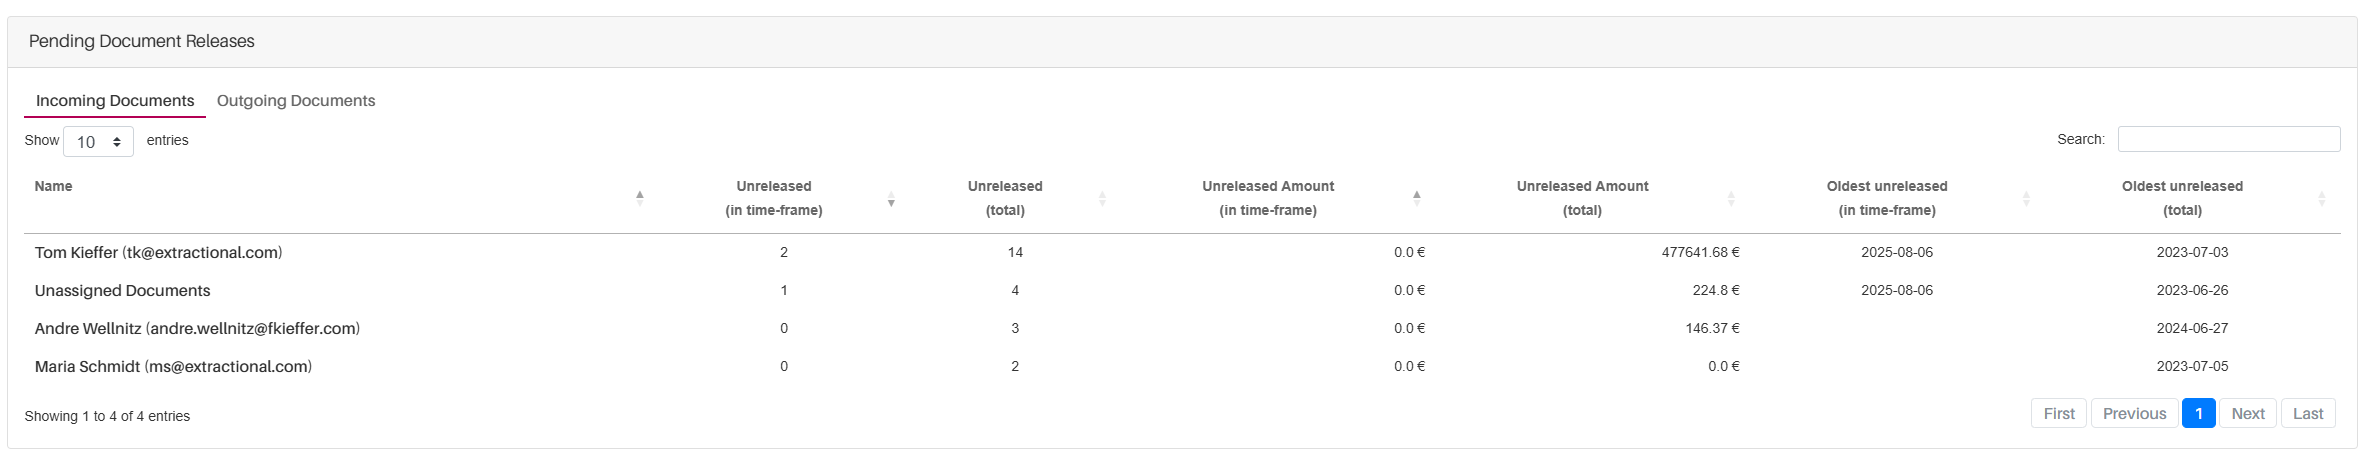 Pending Document Releases
Incoming Documents Outgoing Documents
Show 10 entries Search:
Name Unreleased (in time-frame) Unreleased (total) Unreleased Amount (in time-frame) Unreleased Amount (total) Oldest unreleased (in time-frame) Oldest unreleased (total)
Tom Kieffer (tk@extractional.com) 2 14 0.0 € 477641.68 € 2025-08-06 2023-07-03
Unassigned Documents 1 4 0.0 € 224.8 € 2025-08-06 2023-06-26
Andre Wellnitz (andre.wellnitz@fkieffer.com) 0 3 0.0 € 146.37 € 2024-06-27
Maria Schmidt (ms@extractional.com) 0 2 0.0 € 0.0 € 2023-07-05
Showing 1 to 4 of 4 entries First Previous 1 Next Last